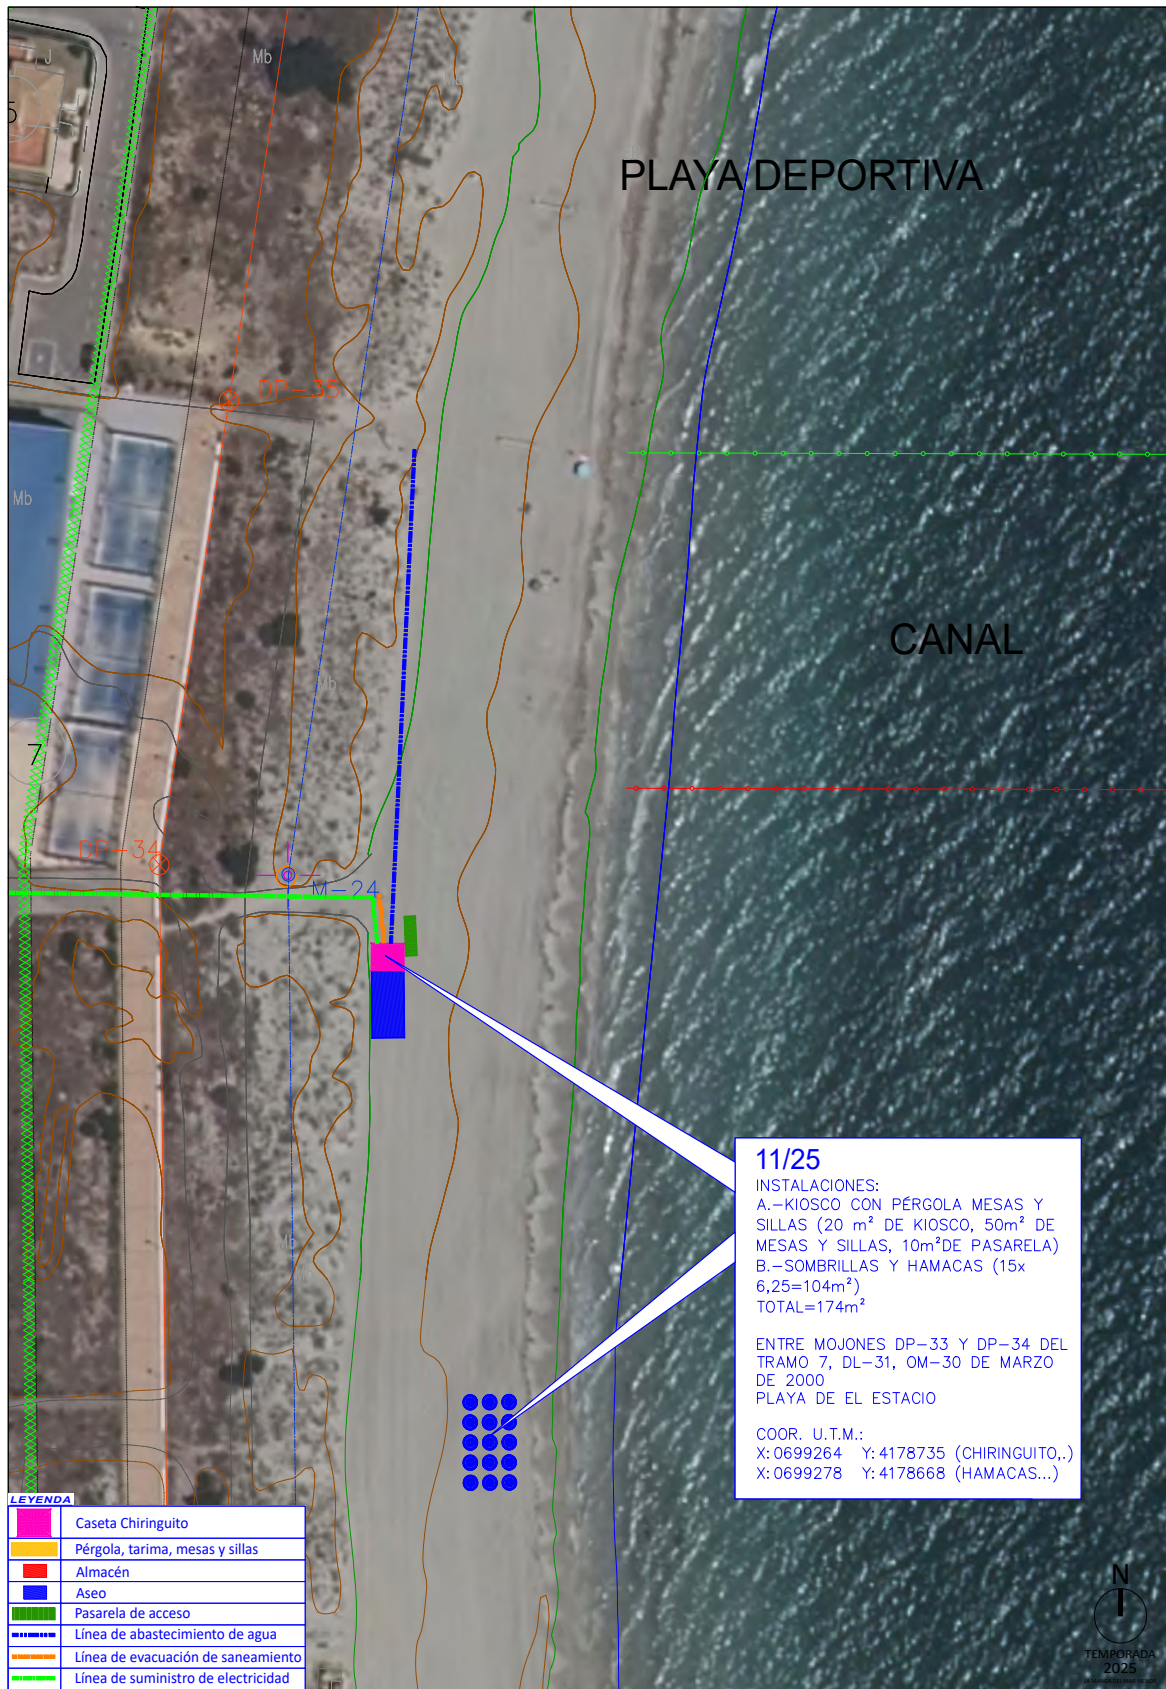 Mb
J
5
PLAYA DEPORTIVA
DP-35
Mb
CANAL
Mb
7
DP-34
M-24
11/25
INSTALACIONES:
A.-KIOSCO CON PÉRGOLA MESAS Y
SILLAS (20 m² DE KIOSCO, 50m² DE
MESAS Y SILLAS, 10m²DE PASARELA)
B.-SOMBRILLAS Y HAMACAS (15x
6,25=104m²)
TOTAL=174m²
ENTRE MOJONES DP-33 Y DP-34 DEL
TRAMO 7, DL-31, OM-30 DE MARZO
DE 2000
PLAYA DE EL ESTACIO
COOR. U.T.M.:
X: 0699264 Y: 4178735 (CHIRINGUITO,.)
X: 0699278 Y: 4178668 (HAMACAS...)
Mb
LEYENDA
Caseta Chiringuito
Pérgola, tarima, mesas y sillas
Almacén
Aseo
Pasarela de acceso
Línea de abastecimiento de agua
Línea de evacuación de saneamiento
Línea de suministro de electricidad
N
TEMPORADA
2025